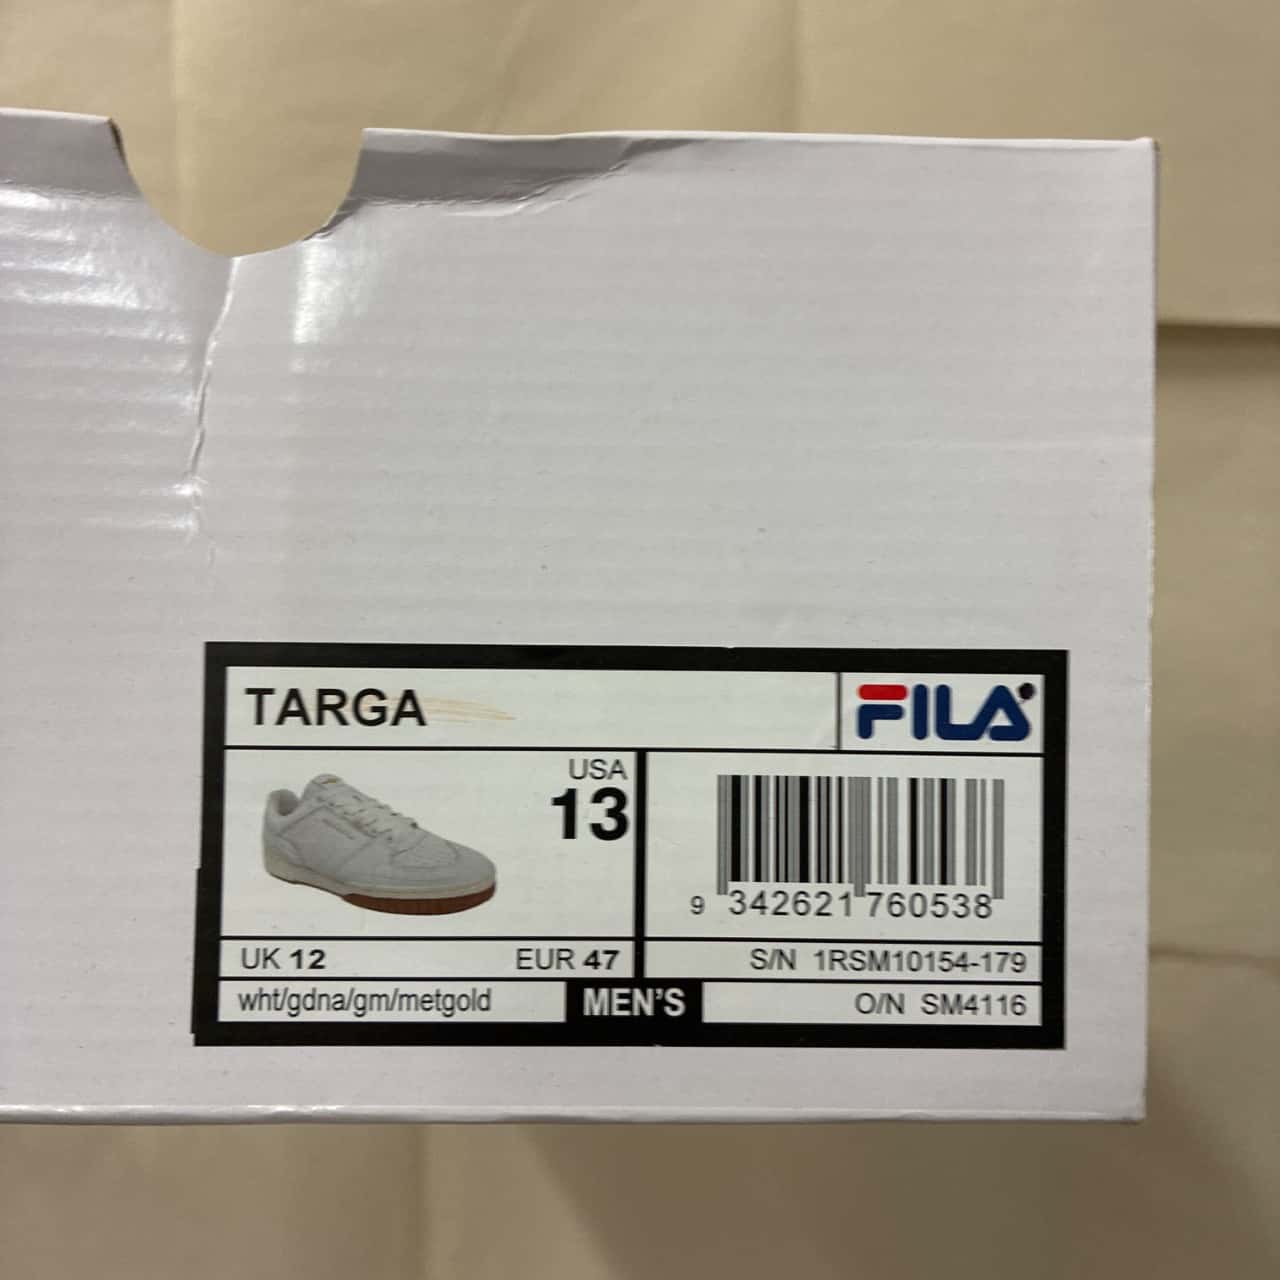 TARGA
FILA
USA
13
9 342621 760538
UK 12
EUR 47
S/N 1RSM10154-179
wht/gdna/gm/metgold
MEN'S
O/N SM4116